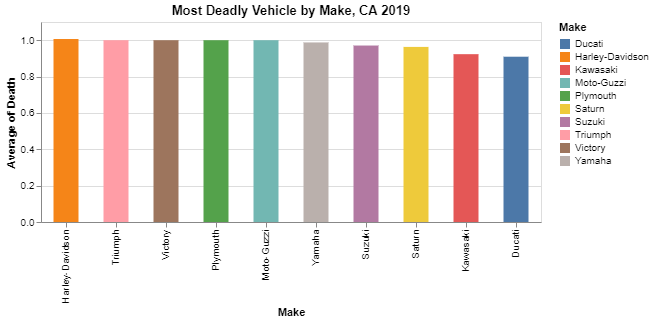 Most Deadly Vehicle by Make, CA 2019
Average of Death
1.0
0.8
0.6
0.4
0.2
0.0
Harley-Davidson
Triumph
Victory
Plymouth
Moto-Guzzi
Yamaha
Suzuki
Saturn
Kawasaki
Ducati
Make
Make
Ducati
Harley-Davidson
Kawasaki
Moto-Guzzi
Plymouth
Saturn
Suzuki
Triumph
Victory
Yamaha